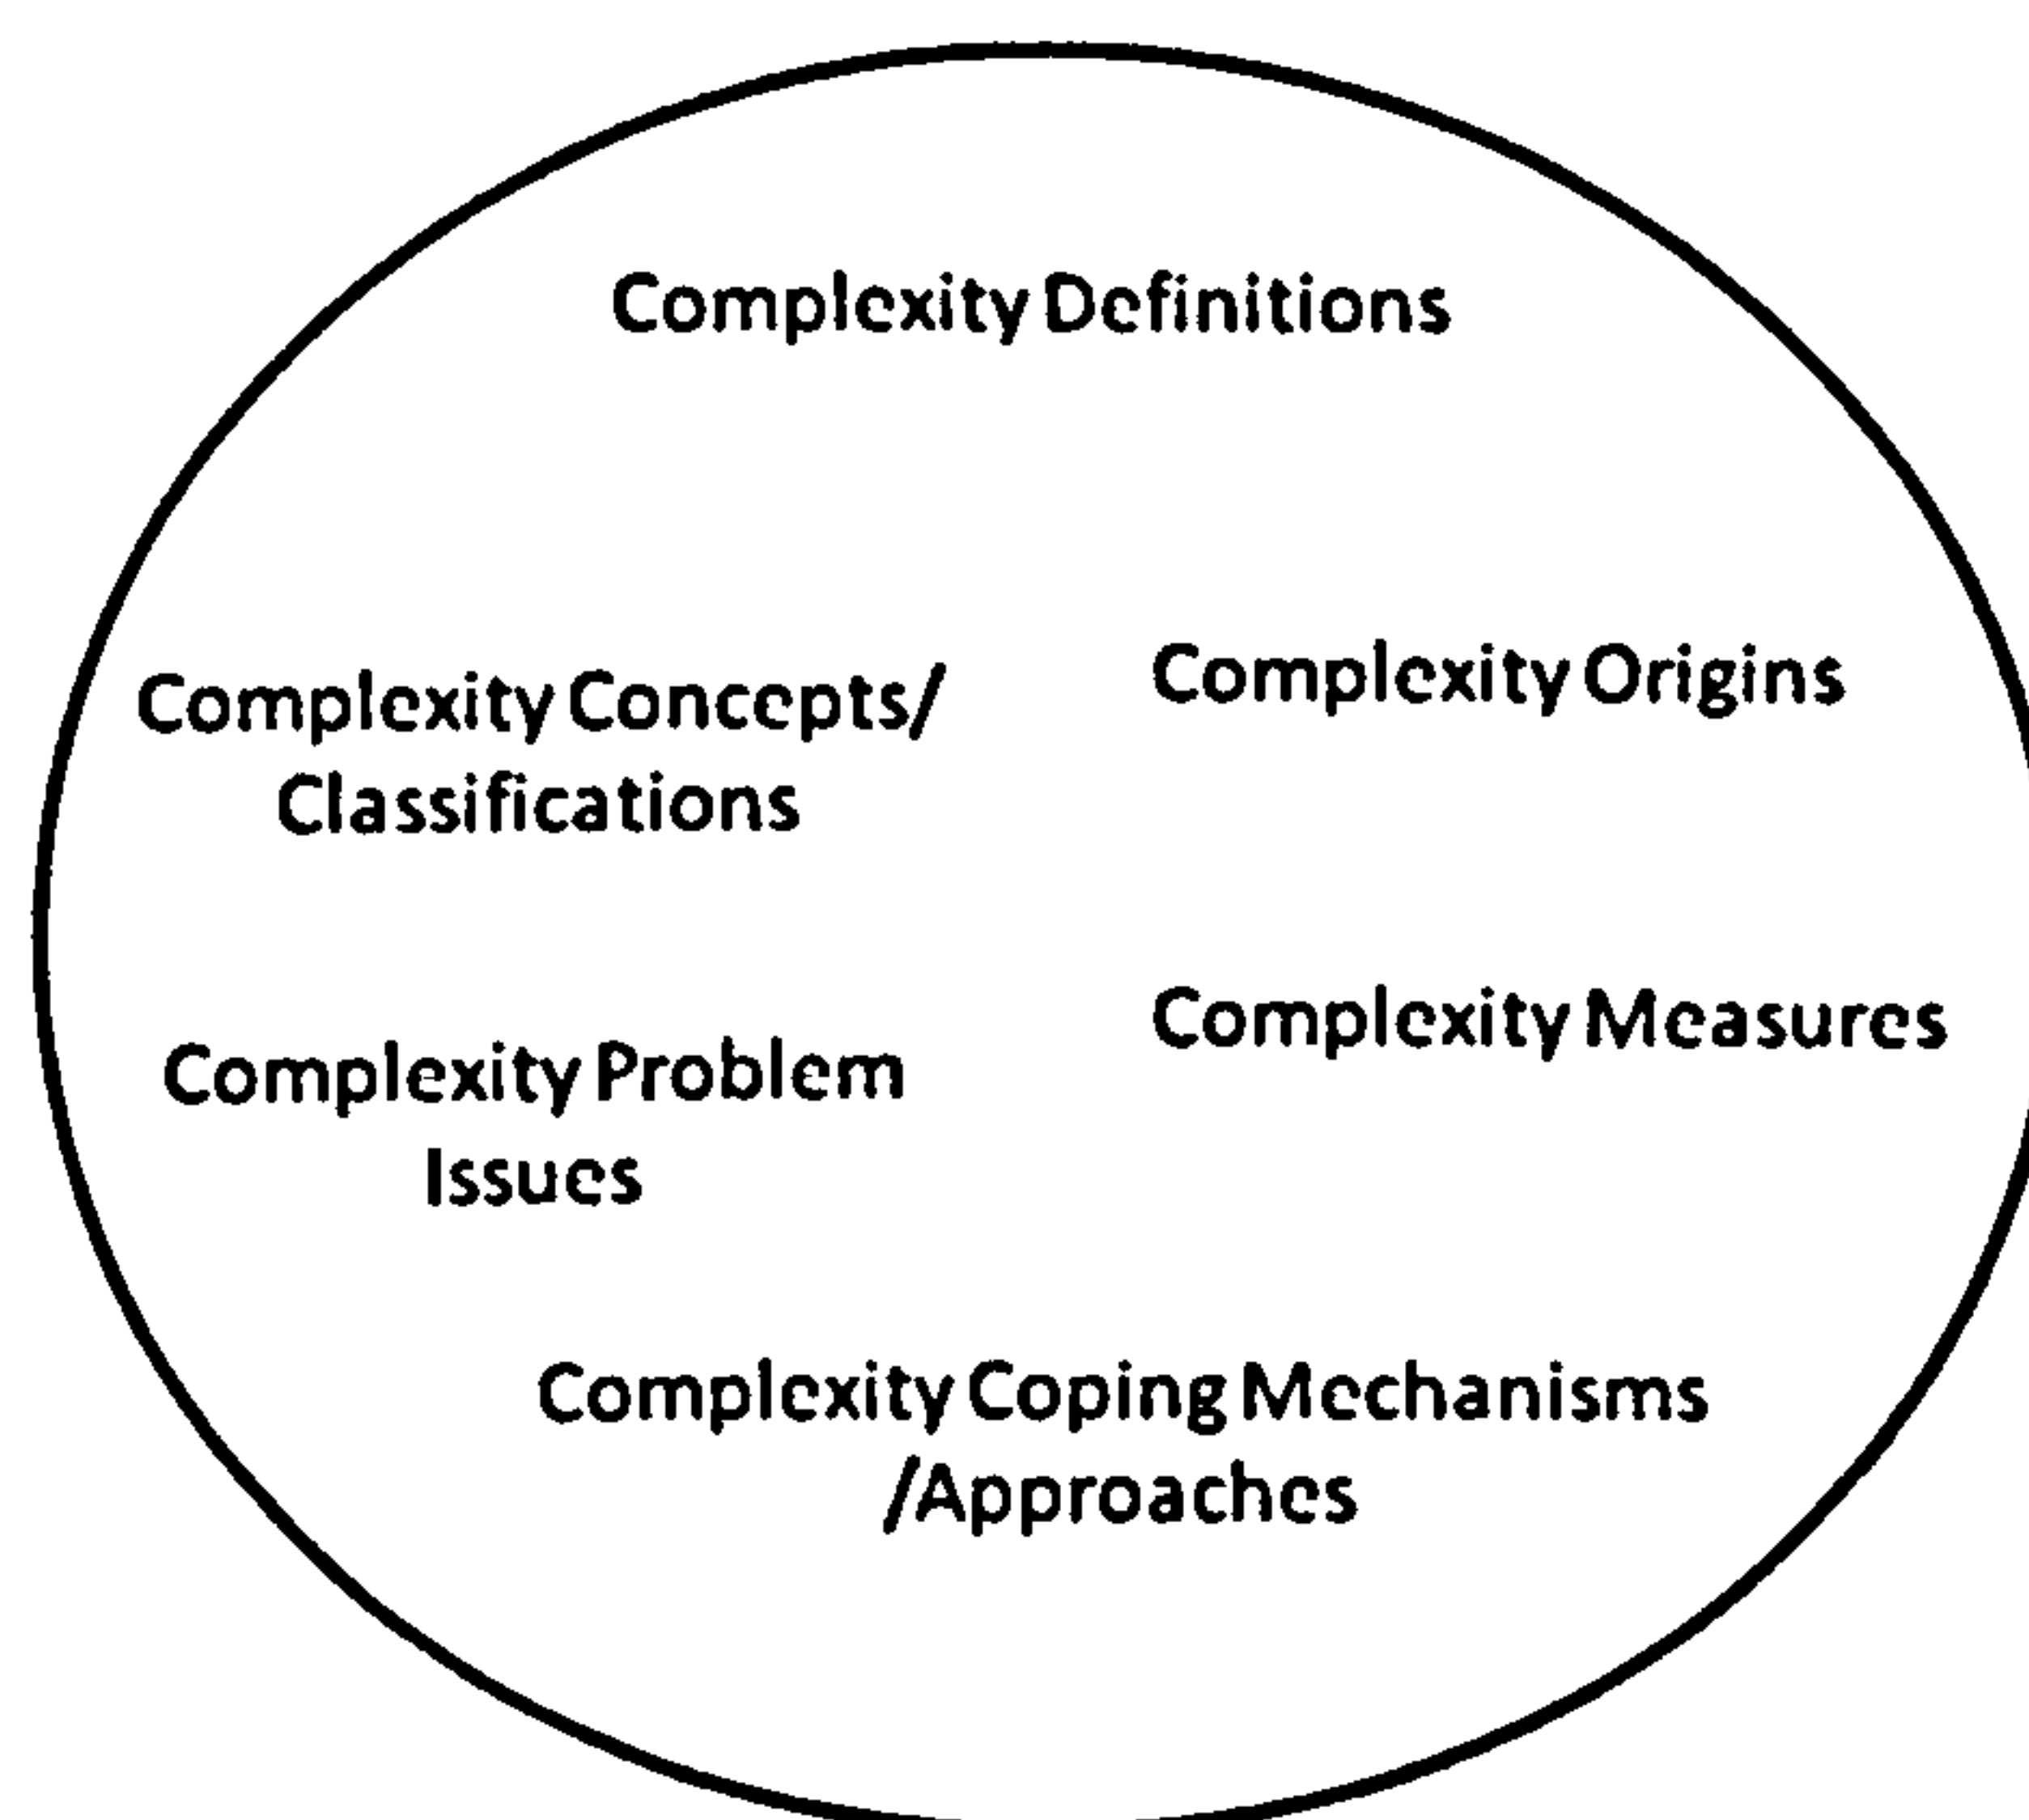 Complexity Definitions
Complexity Concepts/
Classifications
Complexity Origins
Complexity Problem
Issues
Complexity Measures
Complexity Coping Mechanisms
/Approaches